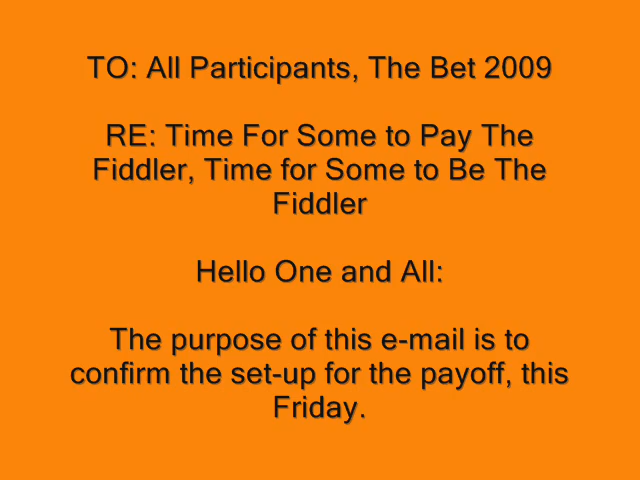 TO: All Participants, The Bet 2009
RE: Time For Some to Pay The
Fiddler, Time for Some to Be The
Fiddler
Hello One and All:
The purpose of this e-mail is to
confirm the set-up for the payoff, this
Friday.